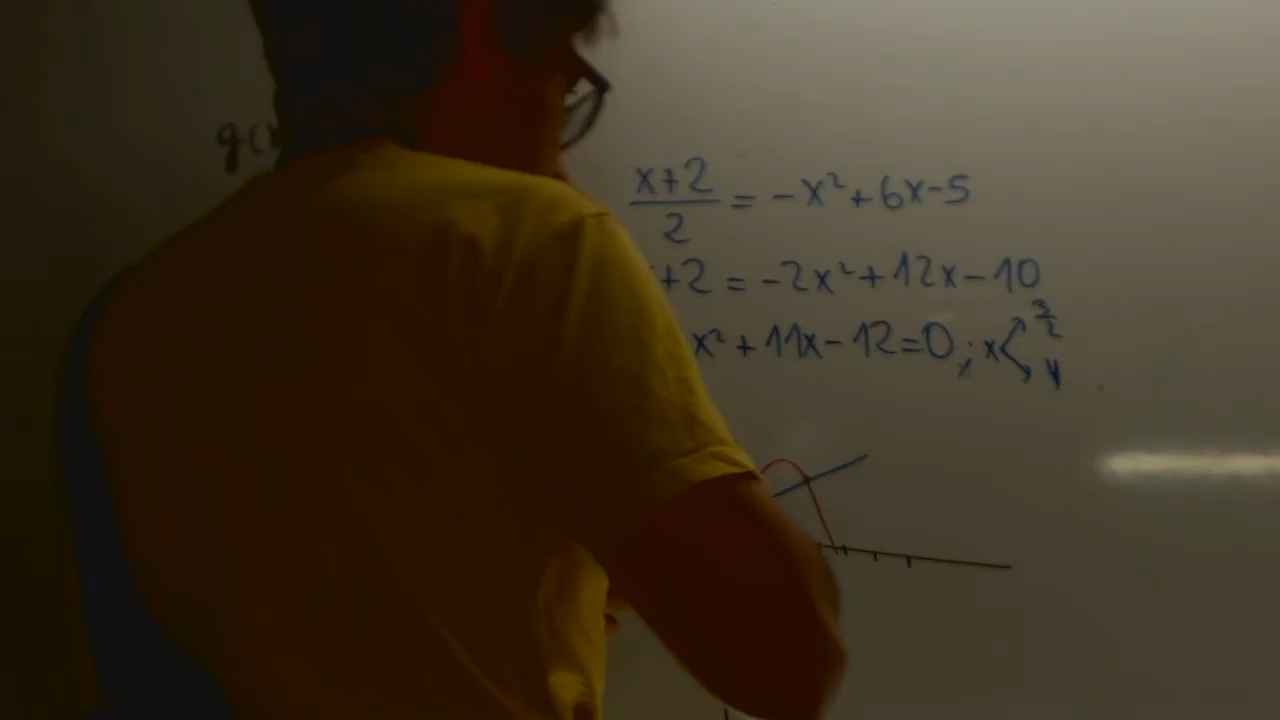 g(
x+2/2 = -x²+6x-5
+2 = -2x²+12x-10
x²+11x-12=0; x< 3/2
4